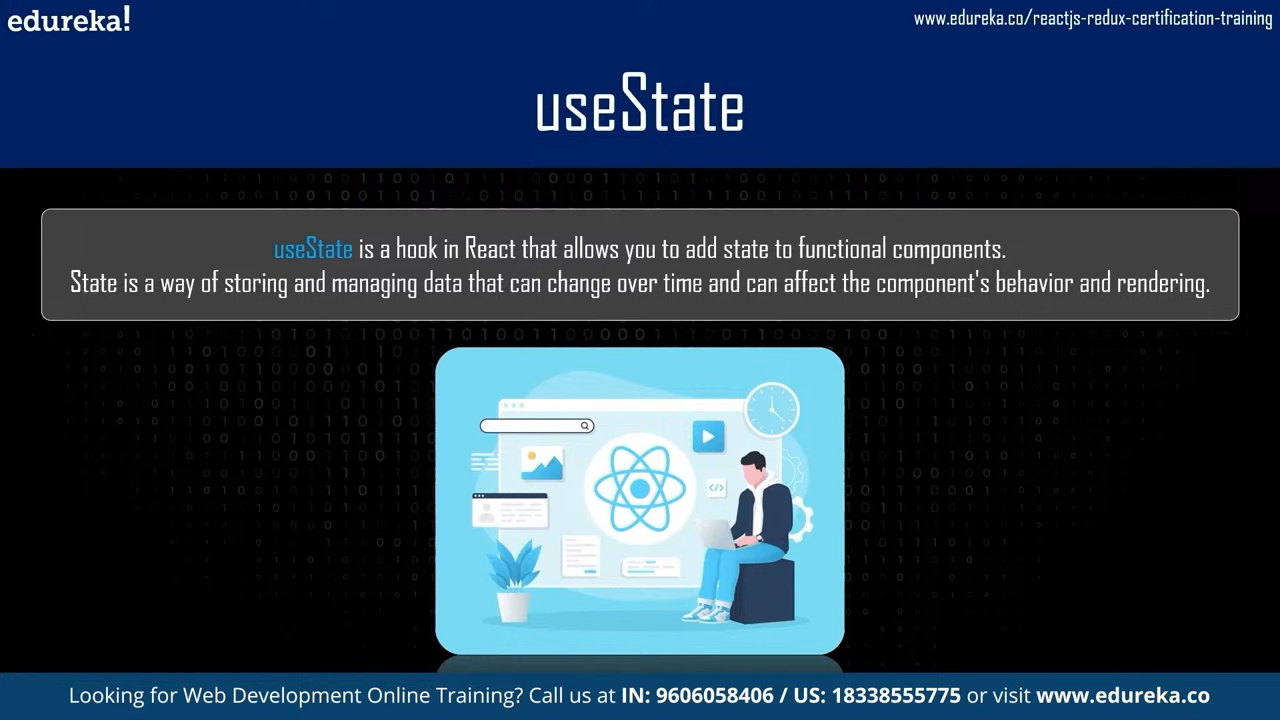 edureka!
www.edureka.co/reactjs-redux-certification-training
useState
useState is a hook in React that allows you to add state to functional components.
State is a way of storing and managing data that can change over time and can affect the component's behavior and rendering.
</>
Looking for Web Development Online Training? Call us at IN: 9606058406 / US: 18338555775 or visit www.edureka.co